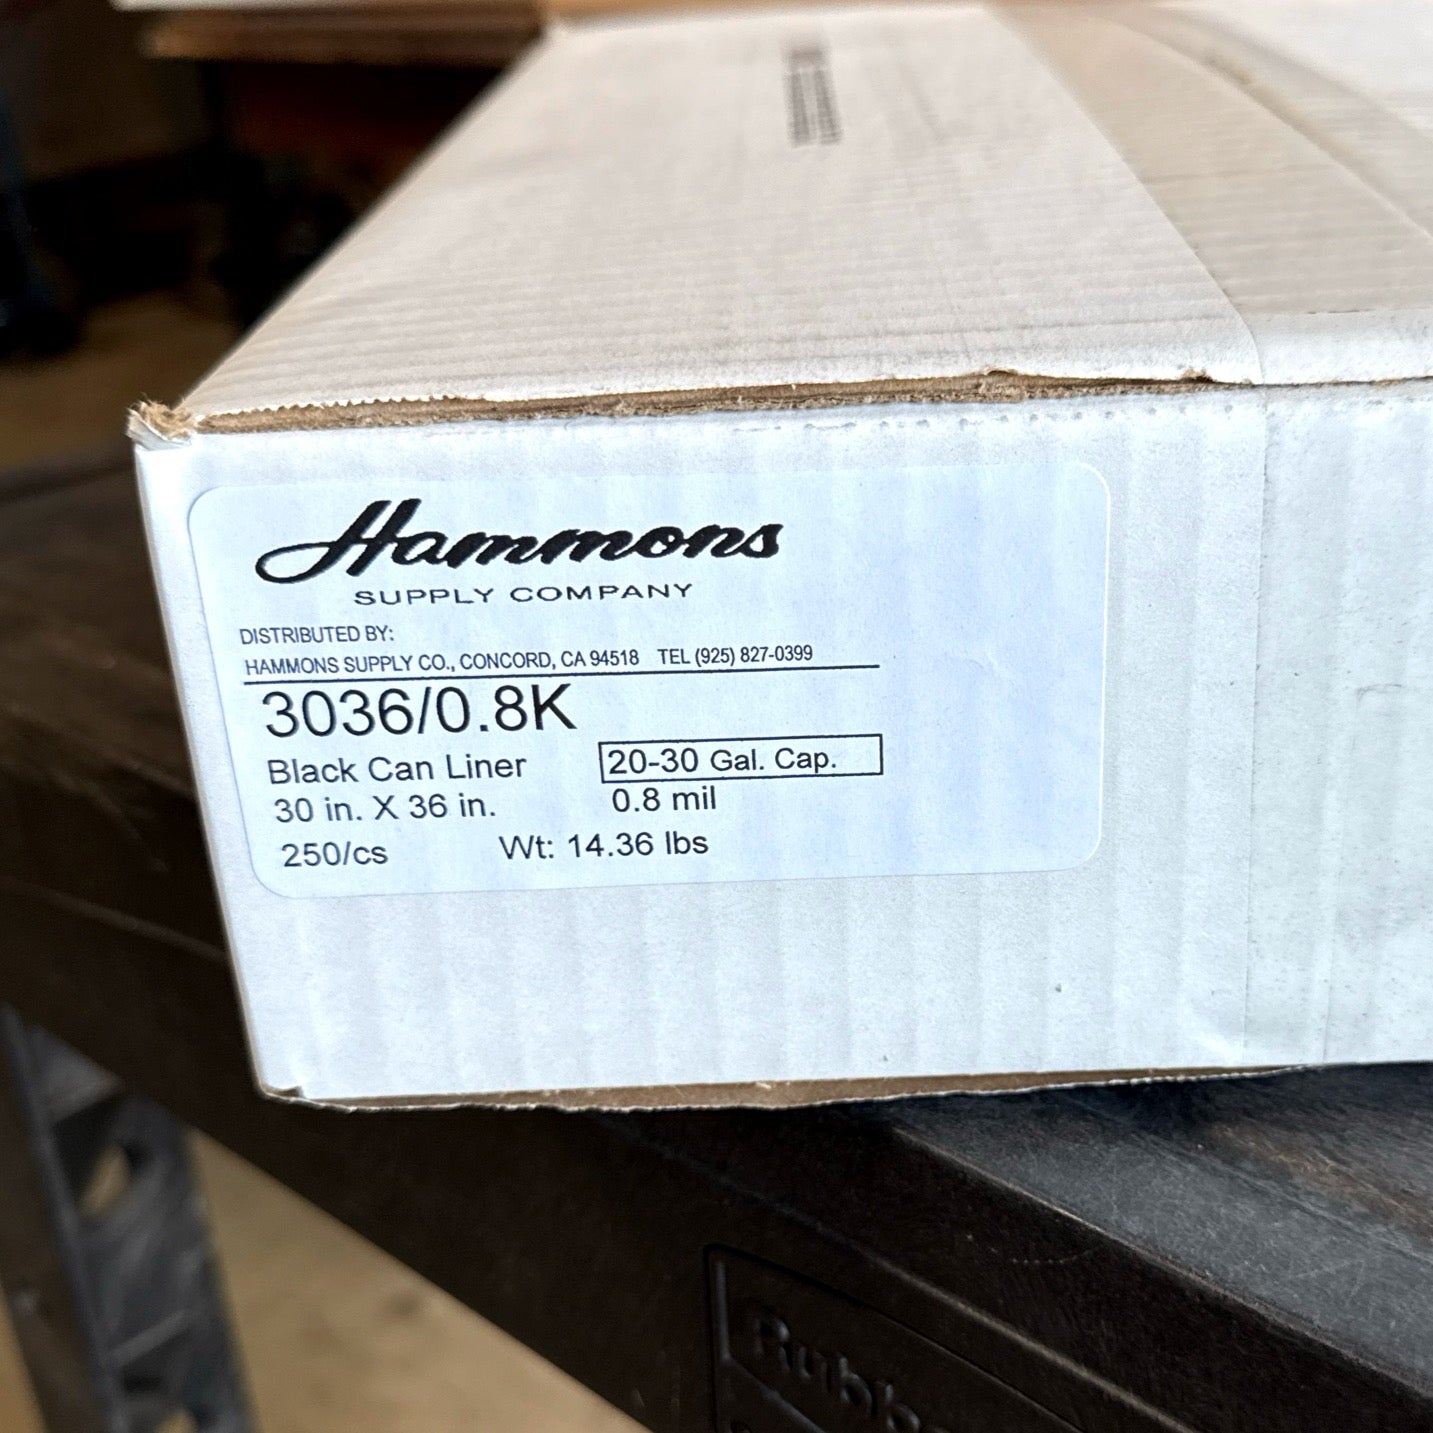 Hammons
SUPPLY COMPANY
DISTRIBUTED BY:
HAMMONS SUPPLY CO., CONCORD, CA 94518 TEL (925) 827-0399
3036/0.8K
Black Can Liner 20-30 Gal. Cap.
30 in. X 36 in. 0.8 mil
250/cs Wt: 14.36 lbs